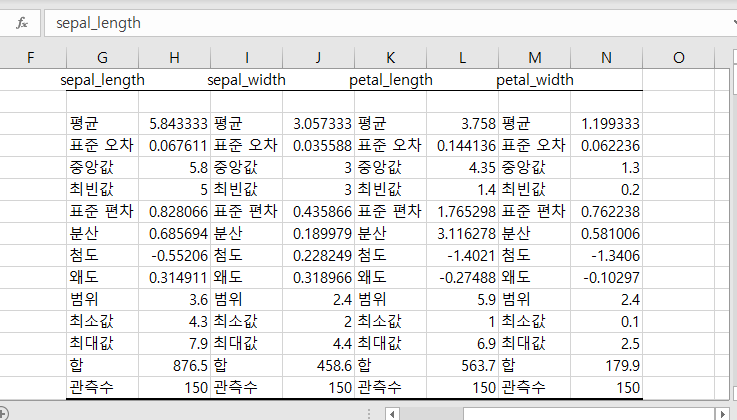 fx sepal_length
F G H I J K L M N O
sepal_length sepal_width petal_length petal_width
평균 5.843333 평균 3.057333 평균 3.758 평균 1.199333
표준 오차 0.067611 표준 오차 0.035588 표준 오차 0.144136 표준 오차 0.062236
중앙값 5.8 중앙값 3 중앙값 4.35 중앙값 1.3
최빈값 5 최빈값 3 최빈값 1.4 최빈값 0.2
표준 편차 0.828066 표준 편차 0.435866 표준 편차 1.765298 표준 편차 0.762238
분산 0.685694 분산 0.189979 분산 3.116278 분산 0.581006
첨도 -0.55206 첨도 0.228249 첨도 -1.4021 첨도 -1.3406
왜도 0.314911 왜도 0.318966 왜도 -0.27488 왜도 -0.10297
범위 3.6 범위 2.4 범위 5.9 범위 2.4
최소값 4.3 최소값 2 최소값 1 최소값 0.1
최대값 7.9 최대값 4.4 최대값 6.9 최대값 2.5
합 876.5 합 458.6 합 563.7 합 179.9
관측수 150 관측수 150 관측수 150 관측수 150